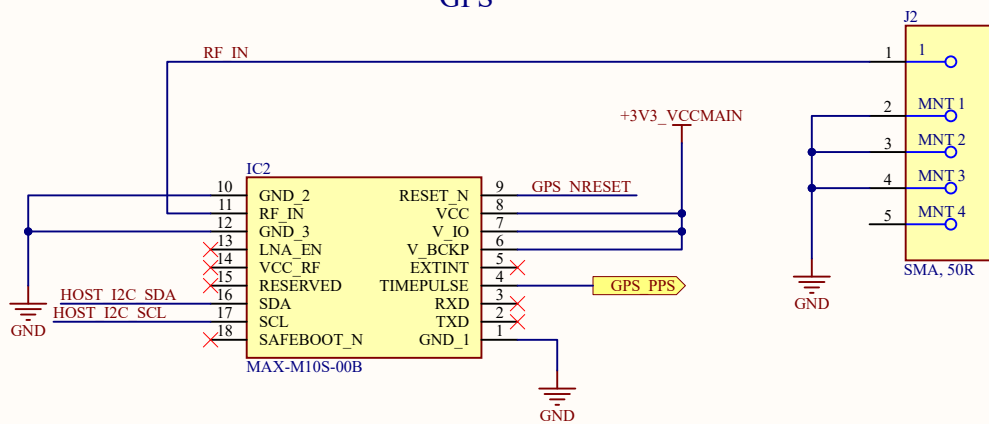 GPS
J2
RF_IN
1 1
2 MNT 1
3 MNT 2
4 MNT 3
5 MNT 4
SMA, 50R
GND
+3V3_VCCMAIN
IC2
10 GND_2 RESET_N 9 GPS_NRESET
11 RF_IN VCC 8
12 GND_3 V_IO 7
13 LNA_EN V_BCKP 6
14 VCC_RF EXTINT 5
15 RESERVED TIMEPULSE 4 GPS_PPS
HOST_I2C_SDA 16 SDA RXD 3
HOST_I2C_SCL 17 SCL TXD 2
18 SAFEBOOT_N GND_1 1
GND
MAX-M10S-00B
GND